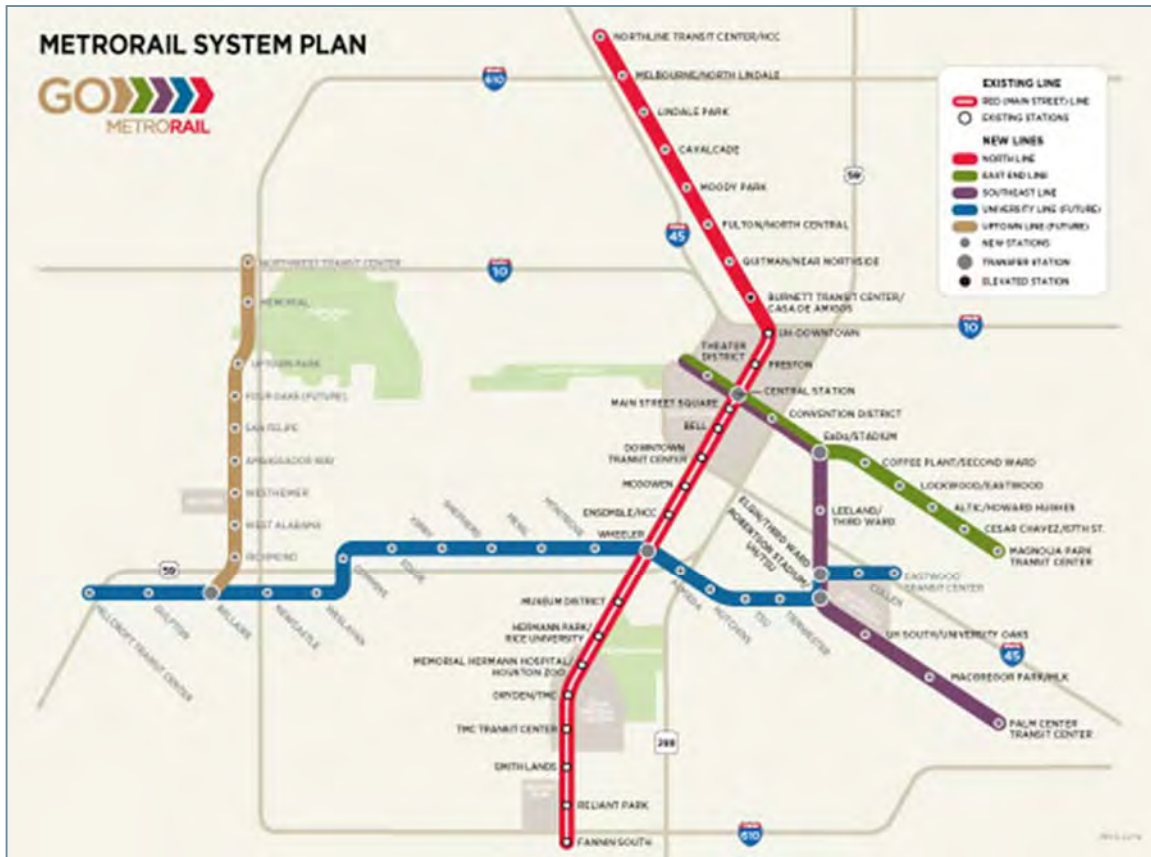 METRORAIL SYSTEM PLAN
GO
METRORAIL
EXISTING LINE
RED (MAIN STREET) LINE
EXISTING STATIONS
NEW LINES
NORTH LINE
EAST END LINE
SOUTHEAST LINE
UNIVERSITY LINE (FUTURE)
UPTOWN LINE (FUTURE)
NEW STATIONS
TRANSFER STATION
ELEVATED STATION
NORTHLINE TRANSIT CENTER/HCC
MELBOURNE/NORTH LINDALE
LINDALE PARK
CAVALCADE
MOODY PARK
FULTON/NORTH CENTRAL
QUITMAN/NEAR NORTHSIDE
BURNETT TRANSIT CENTER/
CASA DE AMIGOS
UH-DOWNTOWN
PRESTON
THEATER
DISTRICT
CENTRAL STATION
MAIN STREET SQUARE
BELL
DOWNTOWN
TRANSIT CENTER
MCGOWEN
ENSEMBLE/HCC
WHEELER
MUSEUM DISTRICT
HERMANN PARK/
RICE UNIVERSITY
MEMORIAL HERMANN HOSPITAL/
HOUSTON ZOO
DRYDEN/TMC
TMC TRANSIT CENTER
SMITH LANDS
RELIANT PARK
FANNIN SOUTH
CONVENTION DISTRICT
EaDo/STADIUM
COFFEE PLANT/SECOND WARD
LOCKWOOD/EASTWOOD
ALTIC/HOWARD HUGHES
CESAR CHAVEZ/67TH ST.
MAGNOLIA PARK
TRANSIT CENTER
LEELAND/
THIRD WARD
ELGIN/THIRD WARD
ROBERTSON STADIUM/
UH/TSU
EASTWOOD
TRANSIT CENTER
CULLEN
UH SOUTH/UNIVERSITY OAKS
MACGREGOR PARK/MLK
PALM CENTER
TRANSIT CENTER
NORTHWEST TRANSIT CENTER
MEMORIAL
UPTOWN PARK
FOUR OAKS (FUTURE)
SAN FELIPE
AMBASSADOR WAY
WESTHEIMER
WEST ALABAMA
RICHMOND
HILLCROFT TRANSIT CENTER
GULFTON
BELLAIRE
NEWCASTLE
WESLAYAN
CUMMINS
EDLOE
KIRBY
SHEPHERD
MENIL
MONTROSE
ALMEDA
HUTCHINS
TSU
TIERWESTER
610
45
59
10
10
59
45
288
610